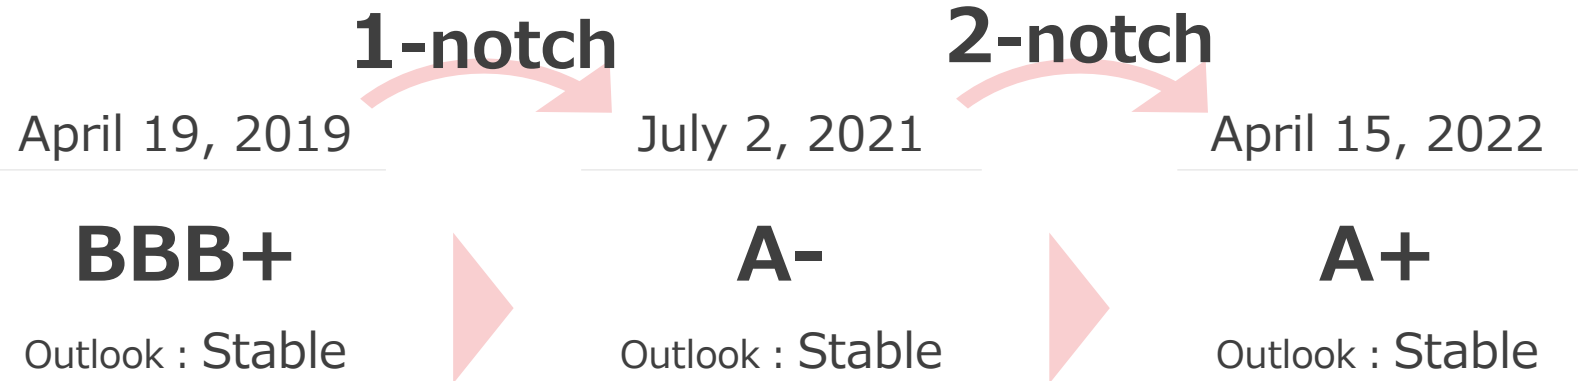 1-notch
2-notch
April 19, 2019
July 2, 2021
April 15, 2022
BBB+
A-
A+
Outlook : Stable
Outlook : Stable
Outlook : Stable